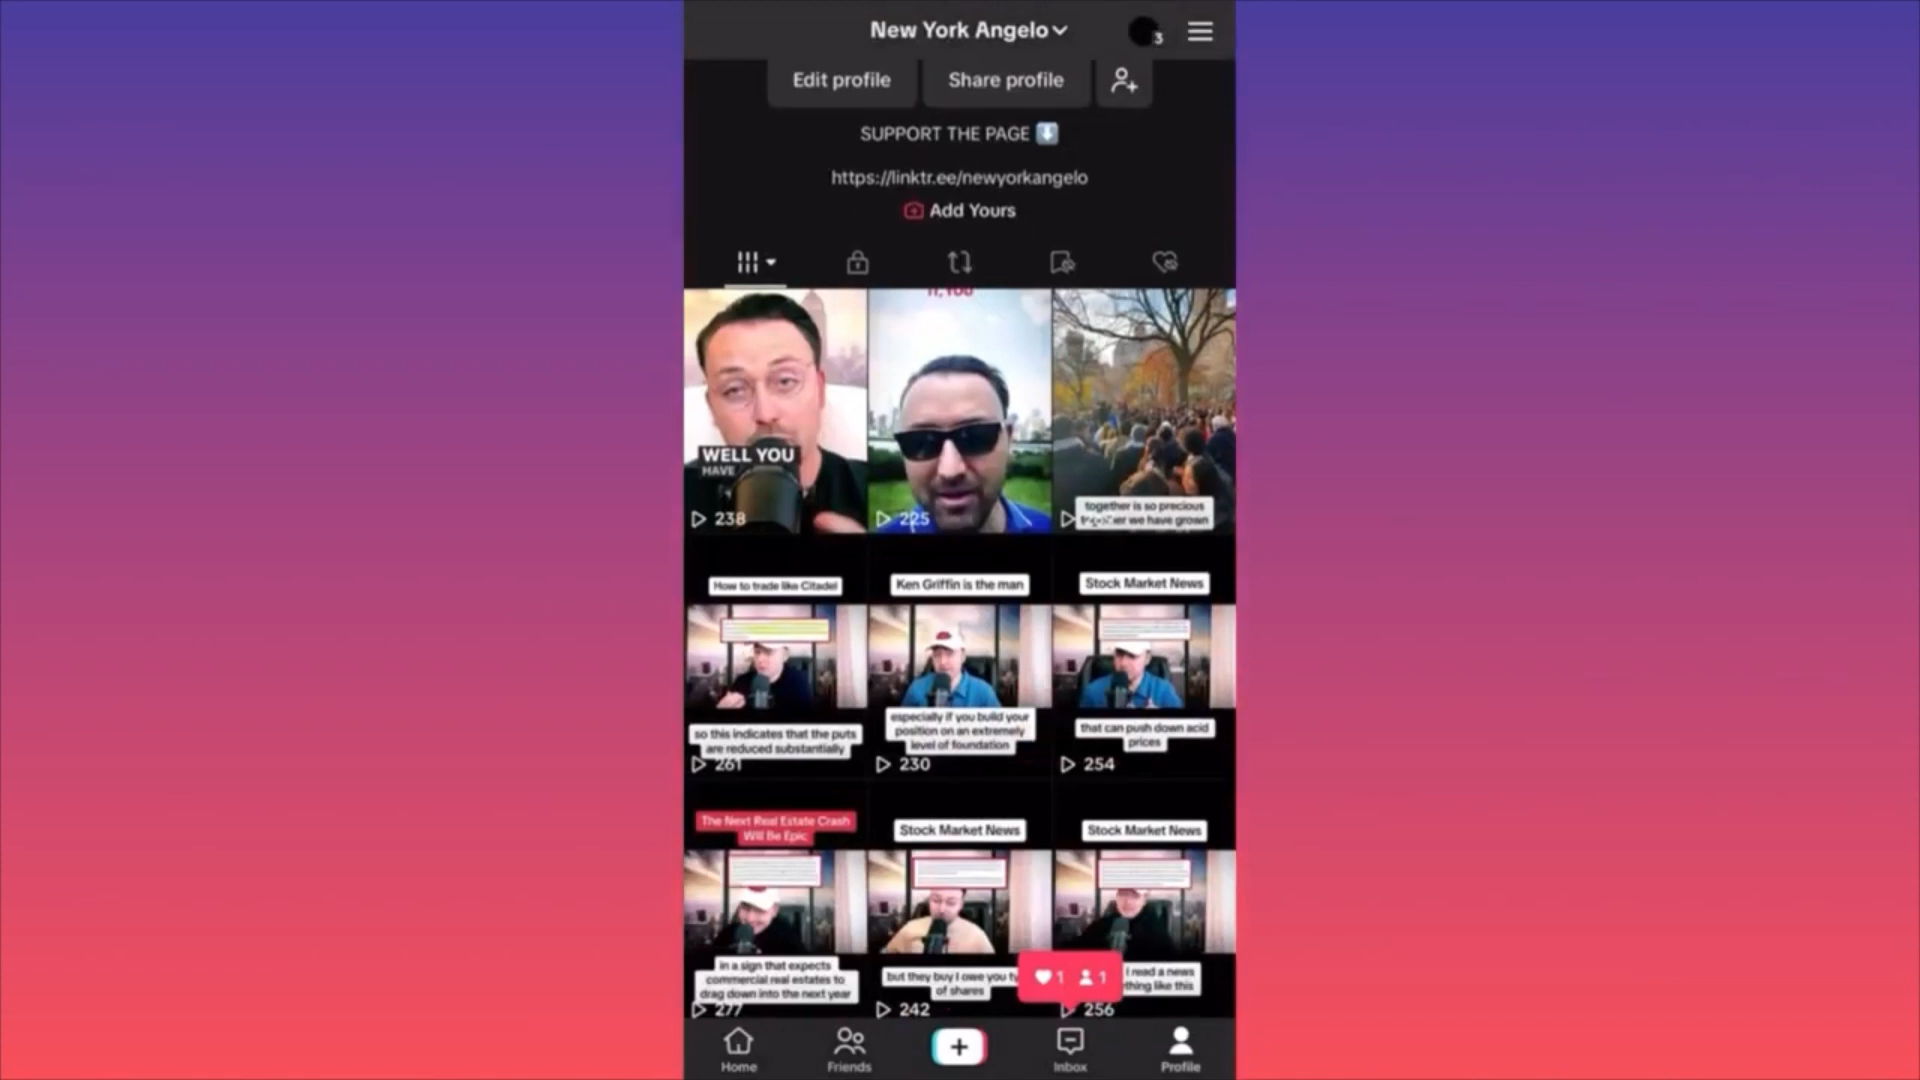 New York Angelo
3
Edit profile
Share profile
SUPPORT THE PAGE
https://linktr.ee/newyorkangelo
Add Yours
IT, YOU
WELL YOU
HAVE
238
225
together is so precious
we have grown
How to trade like Citadel
Ken Griffin is the man
Stock Market News
so this indicates that the puts
are reduced substantially
261
especially if you build your
position on an extremely
level of foundation
230
that can push down acid
prices
254
The Next Real Estate Crash
Will Be Epic
Stock Market News
Stock Market News
in a sign that expects
commercial real estates to
drag down into the next year
277
but they buy I owe you
of shares
242
1 1
I read a news
thing like this
256
Home
Friends
Inbox
Profile